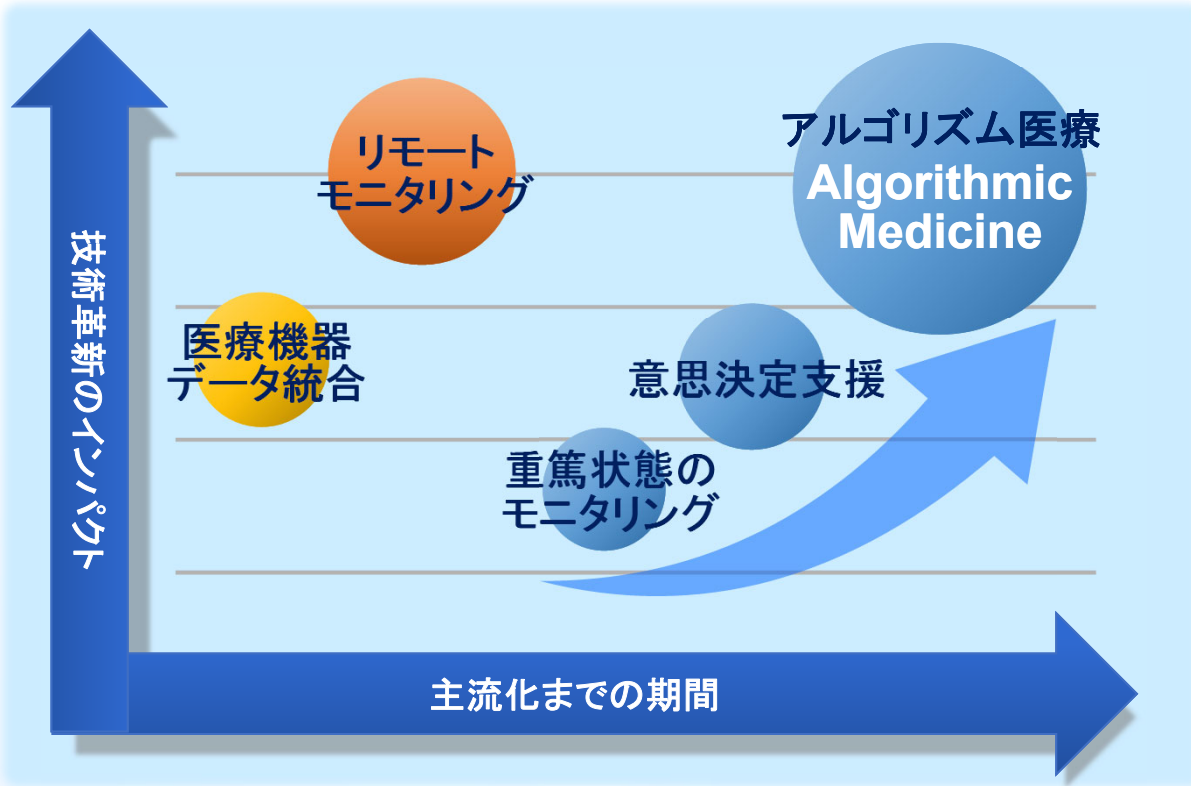 技術革新のインパクト
リモート
モニタリング
アルゴリズム医療
Algorithmic
Medicine
医療機器
データ統合
意思決定支援
重篤状態の
モニタリング
主流化までの期間